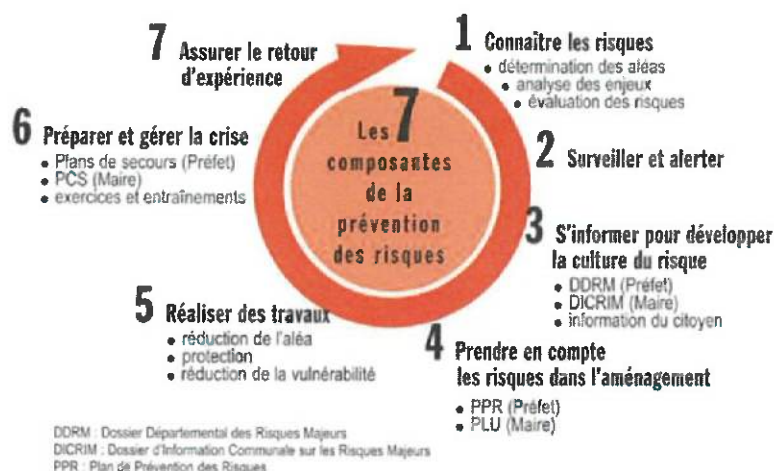 Les 7
composantes
de la
prévention
des risques
1 Connaître les risques
• détermination des aléas
• analyse des enjeux
• évaluation des risques
2 Surveiller et alerter
3 S'informer pour développer
la culture du risque
• DDRM (Préfet)
• DICRIM (Maire)
• information du citoyen
4 Prendre en compte
les risques dans l'aménagement
• PPR (Préfet)
• PLU (Maire)
5 Réaliser des travaux
• réduction de l'aléa
• protection
• réduction de la vulnérabilité
6 Préparer et gérer la crise
• Plans de secours (Préfet)
• PCS (Maire)
• exercices et entraînements
7 Assurer le retour
d'expérience
DDRM : Dossier Départemental des Risques Majeurs
DICRIM : Dossier d'Information Communale sur les Risques Majeurs
PPR : Plan de Prévention des Risques